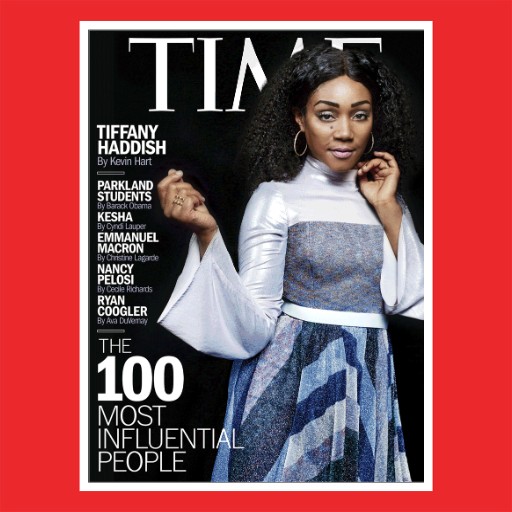 TIME
TIFFANY
HADDISH
By Kevin Hart
PARKLAND
STUDENTS
By Barack Obama
KESHA
By Cyndi Lauper
EMMANUEL
MACRON
By Christine Lagarde
NANCY
PELOSI
By Cecile Richards
RYAN
COOGLER
By Ava DuVernay
THE
100
MOST
INFLUENTIAL
PEOPLE